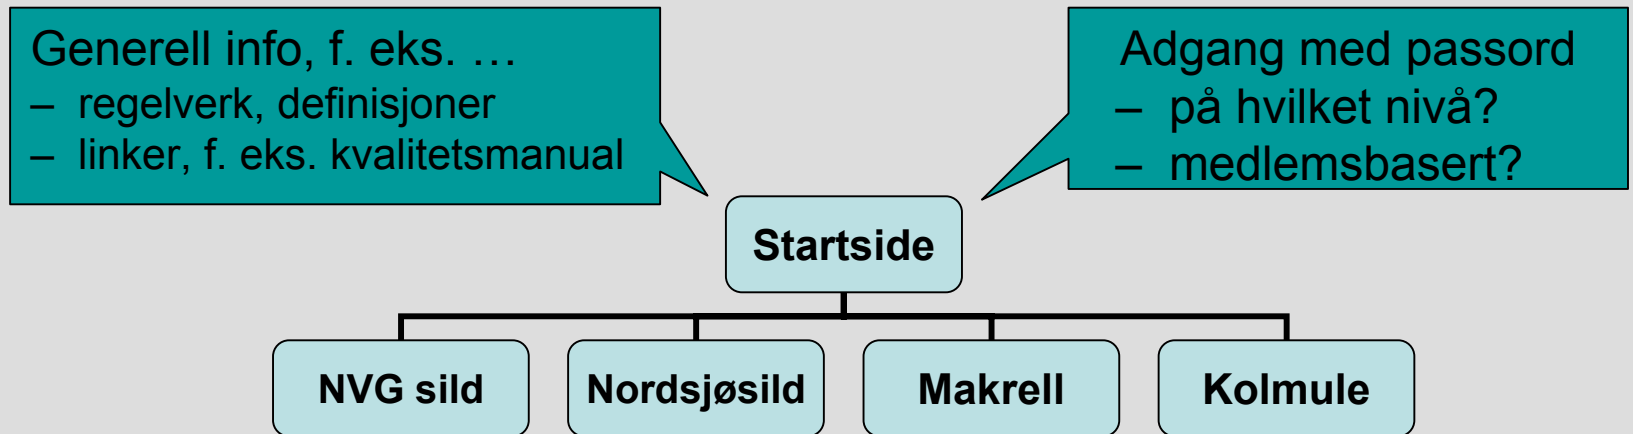 Generell info, f. eks. …
– regelverk, definisjoner
– linker, f. eks. kvalitetsmanual
Adgang med passord
– på hvilket nivå?
– medlemsbasert?
Startside
NVG sild
Nordsjøsild
Makrell
Kolmule